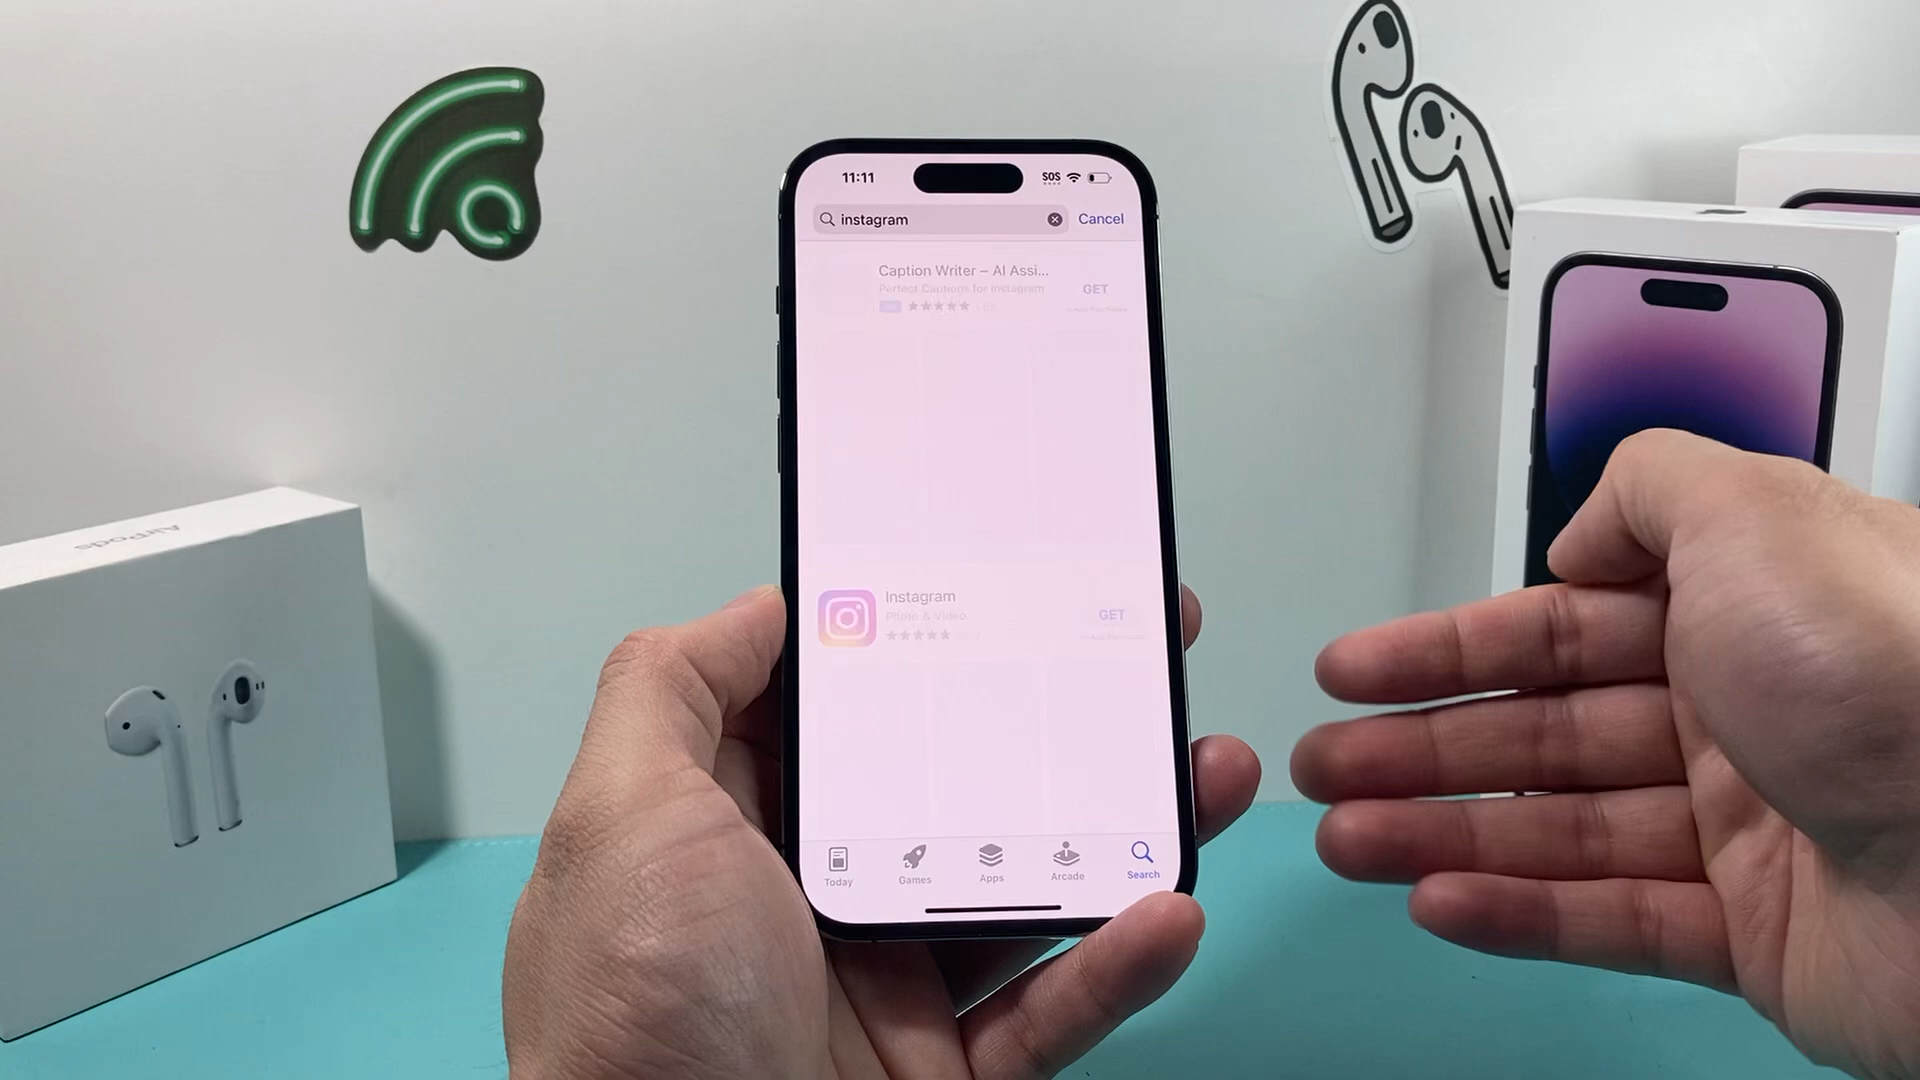 11:11
SOS
instagram
Cancel
Caption Writer – AI Assi...
Perfect Captions for Instagram
GET
Instagram
Photo & Video
GET
Today
Games
Apps
Arcade
Search
AirPods